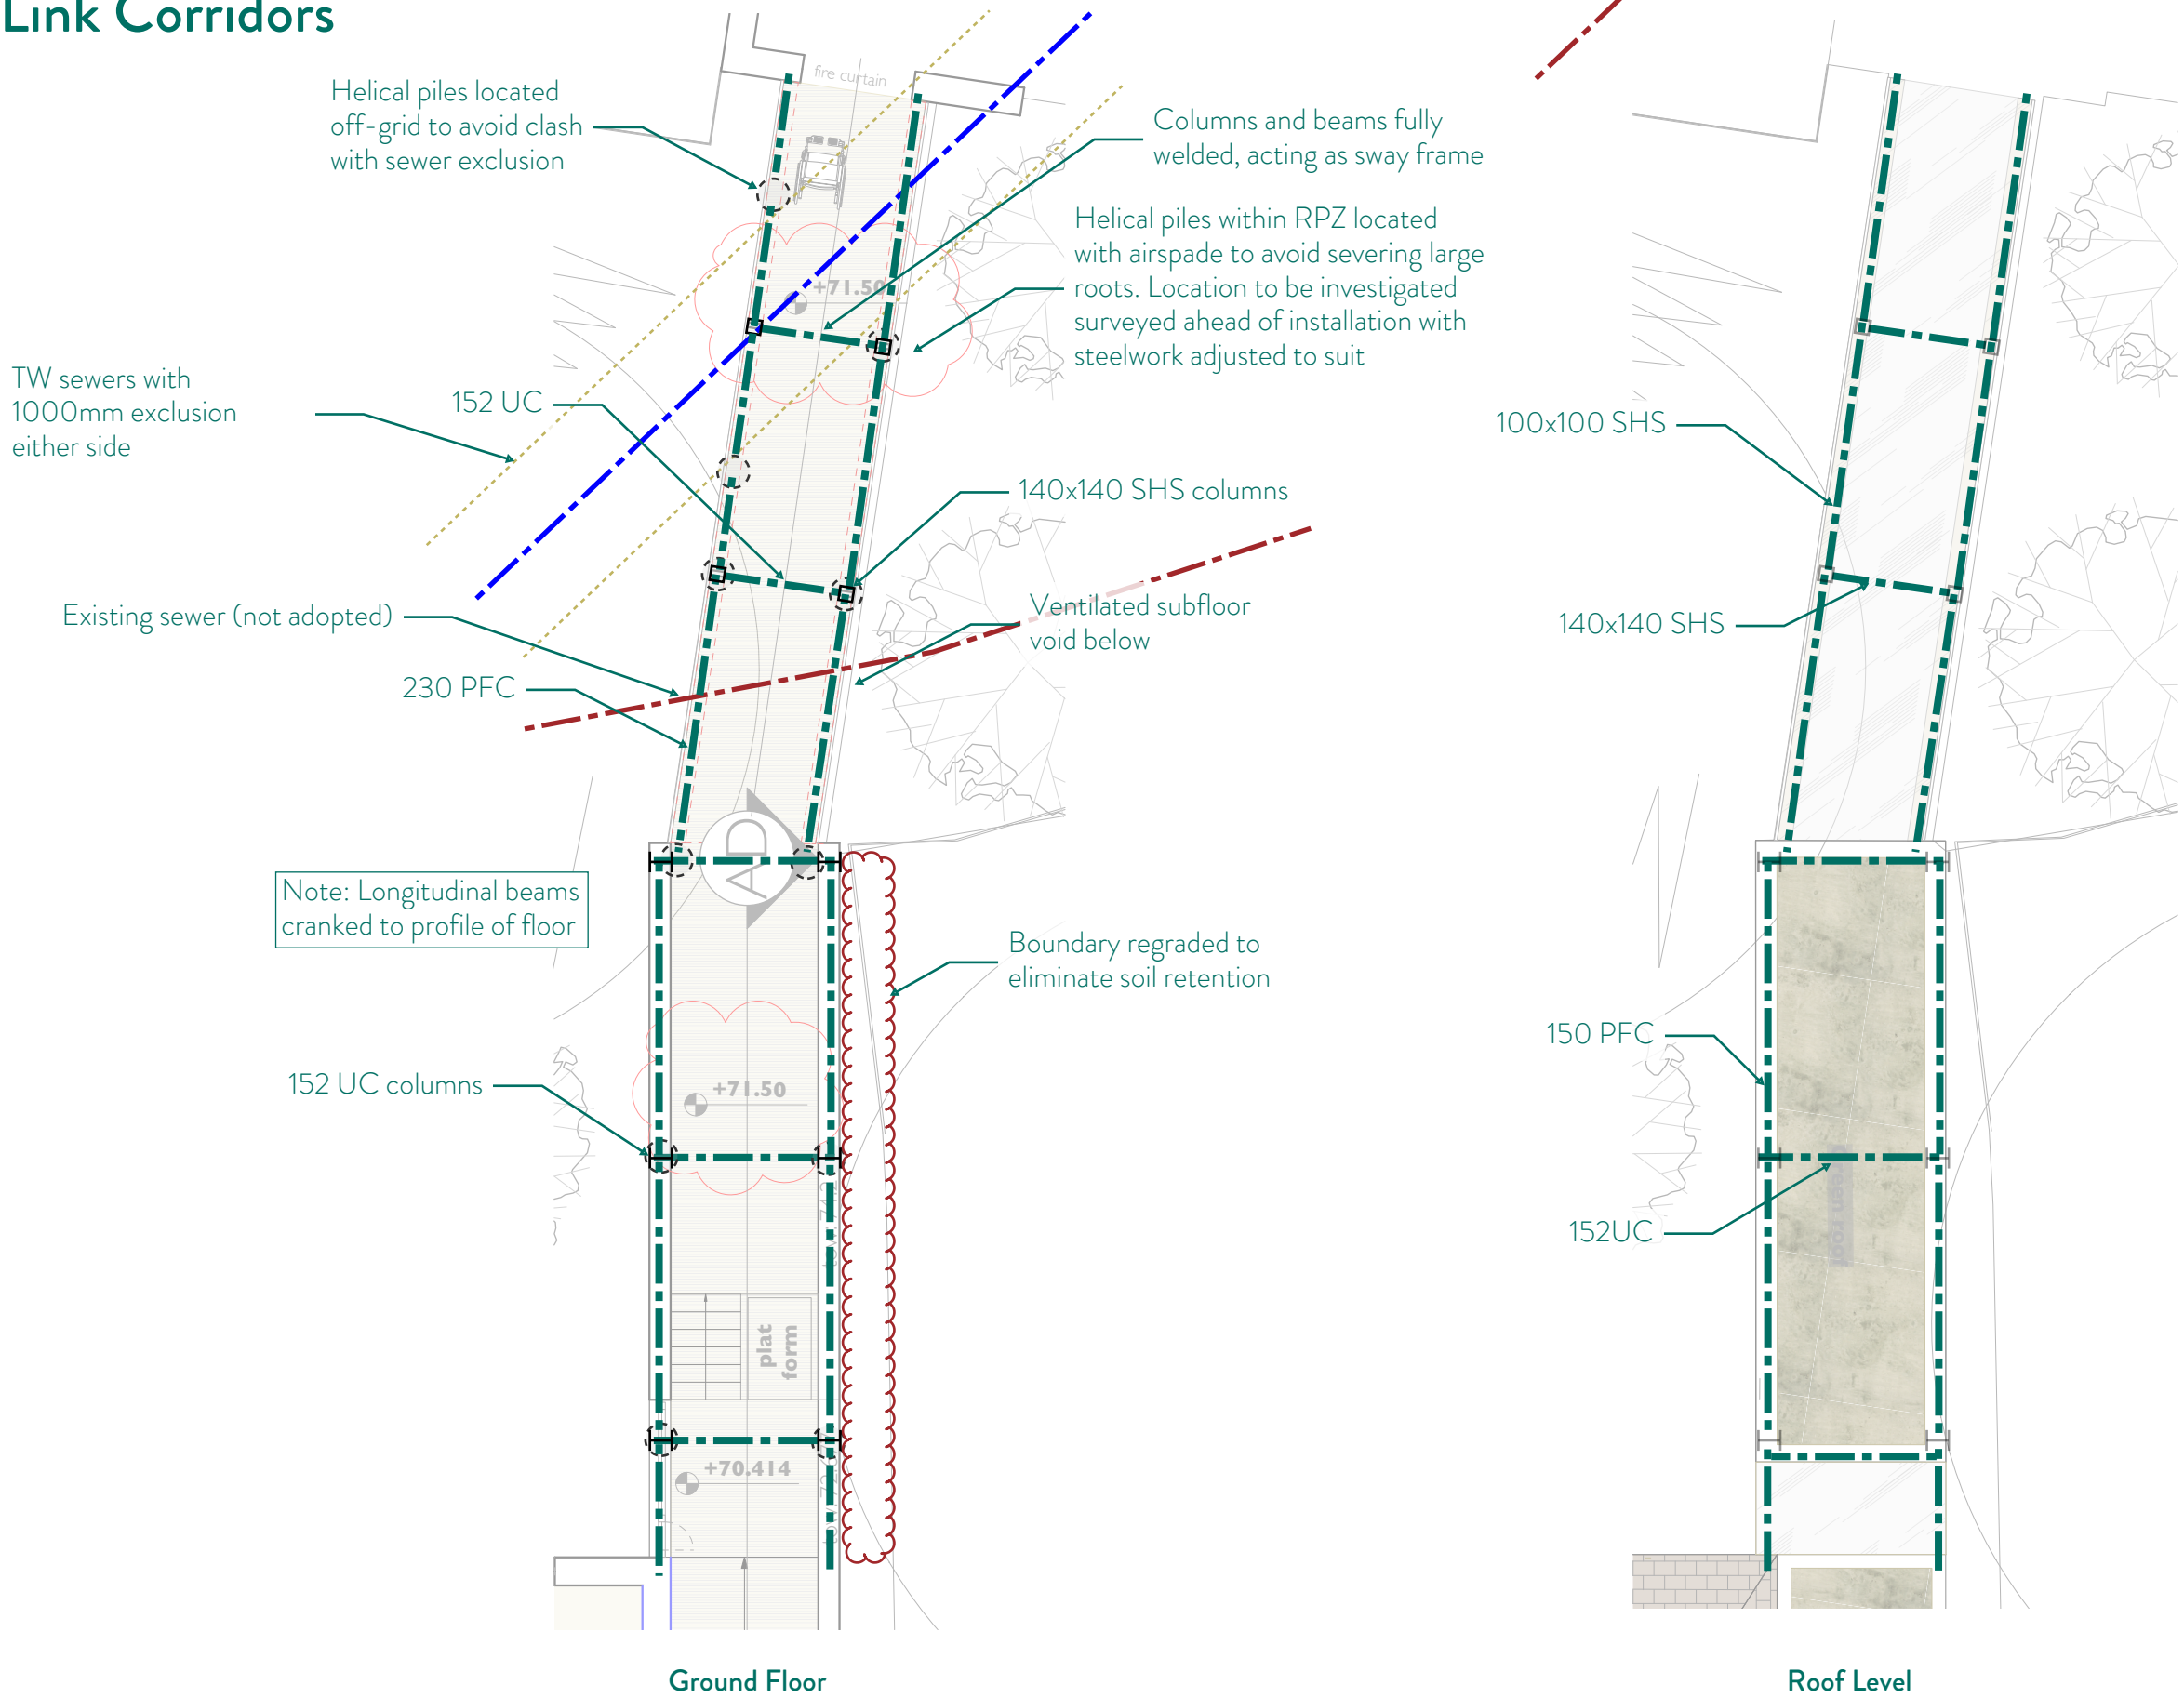 Link Corridors
fire curtain
Helical piles located
off-grid to avoid clash
with sewer exclusion
Columns and beams fully
welded, acting as sway frame
Helical piles within RPZ located
with airspade to avoid severing large
roots. Location to be investigated
surveyed ahead of installation with
steelwork adjusted to suit
+71.50
TW sewers with
1000mm exclusion
either side
152 UC
100x100 SHS
140x140 SHS columns
Existing sewer (not adopted)
Ventilated subfloor
void below
140x140 SHS
230 PFC
AD
Note: Longitudinal beams
cranked to profile of floor
Boundary regraded to
eliminate soil retention
150 PFC
152 UC columns
+71.50
152UC
plat
form
+70.414
Ground Floor
Roof Level